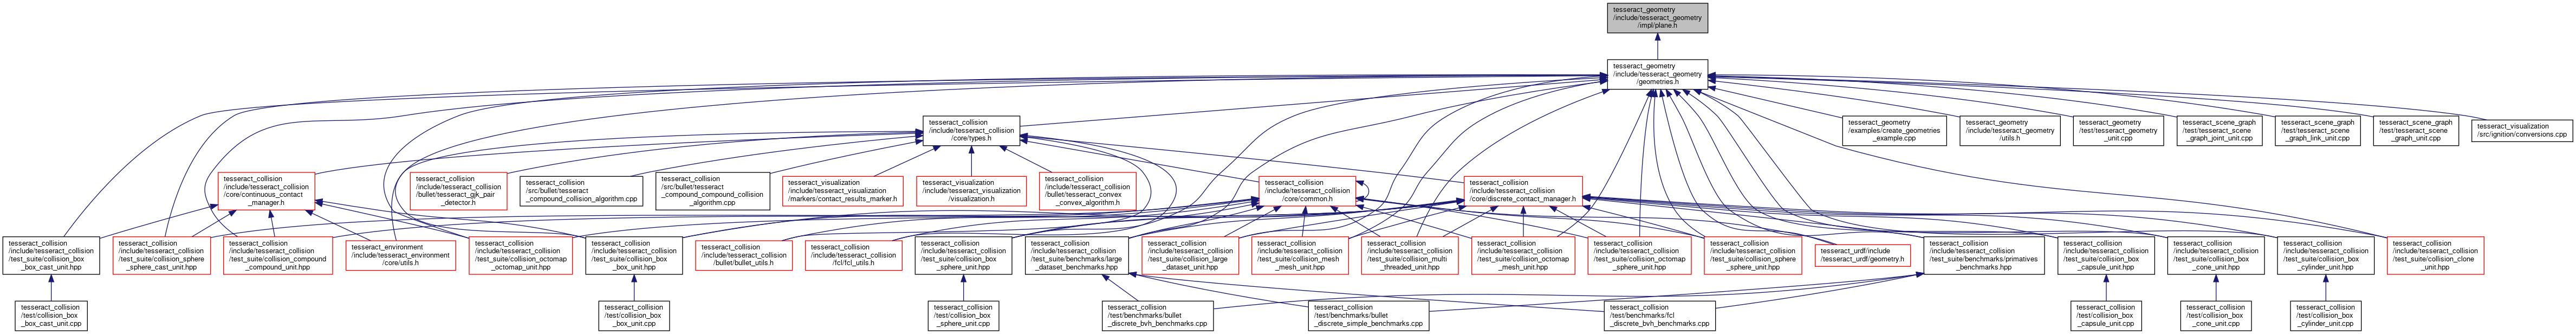 tesseract_geometry
/include/tesseract_geometry
/impl/plane.h
tesseract_geometry
/include/tesseract_geometry
/geometries.h
tesseract_collision
/include/tesseract_collision
/core/types.h
tesseract_geometry
/examples/create_geometries
_example.cpp
tesseract_geometry
/include/tesseract_geometry
/utils.h
tesseract_geometry
/test/tesseract_geometry
_unit.cpp
tesseract_scene_graph
/test/tesseract_scene
_graph_joint_unit.cpp
tesseract_scene_graph
/test/tesseract_scene
_graph_link_unit.cpp
tesseract_scene_graph
/test/tesseract_scene
_graph_unit.cpp
tesseract_visualization
/src/ignition/conversions.cpp
tesseract_collision
/include/tesseract_collision
/core/continuous_contact
_manager.h
tesseract_collision
/include/tesseract_collision
/bullet/tesseract_gjk_pair
_detector.h
tesseract_collision
/src/bullet/tesseract
_compound_collision_algorithm.cpp
tesseract_collision
/src/bullet/tesseract
_compound_compound_collision
_algorithm.cpp
tesseract_visualization
/include/tesseract_visualization
/markers/contact_results_marker.h
tesseract_visualization
/include/tesseract_visualization
/visualization.h
tesseract_collision
/include/tesseract_collision
/bullet/tesseract_convex
_convex_algorithm.h
tesseract_collision
/include/tesseract_collision
/core/common.h
tesseract_collision
/include/tesseract_collision
/core/discrete_contact_manager.h
tesseract_collision
/include/tesseract_collision
/test_suite/collision_box
_box_cast_unit.hpp
tesseract_collision
/include/tesseract_collision
/test_suite/collision_sphere
_sphere_cast_unit.hpp
tesseract_collision
/include/tesseract_collision
/test_suite/collision_compound
_compound_unit.hpp
tesseract_environment
/include/tesseract_environment
/core/utils.h
tesseract_collision
/include/tesseract_collision
/test_suite/collision_octomap
_octomap_unit.hpp
tesseract_collision
/include/tesseract_collision
/test_suite/collision_box
_box_unit.hpp
tesseract_collision
/include/tesseract_collision
/bullet/bullet_utils.h
tesseract_collision
/include/tesseract_collision
/fcl/fcl_utils.h
tesseract_collision
/include/tesseract_collision
/test_suite/collision_box
_sphere_unit.hpp
tesseract_collision
/include/tesseract_collision
/test_suite/benchmarks/large
_dataset_benchmarks.hpp
tesseract_collision
/include/tesseract_collision
/test_suite/collision_large
_dataset_unit.hpp
tesseract_collision
/include/tesseract_collision
/test_suite/collision_mesh
_mesh_unit.hpp
tesseract_collision
/include/tesseract_collision
/test_suite/collision_multi
_threaded_unit.hpp
tesseract_collision
/include/tesseract_collision
/test_suite/collision_octomap
_mesh_unit.hpp
tesseract_collision
/include/tesseract_collision
/test_suite/collision_octomap
_sphere_unit.hpp
tesseract_collision
/include/tesseract_collision
/test_suite/collision_sphere
_sphere_unit.hpp
tesseract_urdf/include
/tesseract_urdf/geometry.h
tesseract_collision
/include/tesseract_collision
/test_suite/benchmarks/primatives
_benchmarks.hpp
tesseract_collision
/include/tesseract_collision
/test_suite/collision_box
_capsule_unit.hpp
tesseract_collision
/include/tesseract_collision
/test_suite/collision_box
_cone_unit.hpp
tesseract_collision
/include/tesseract_collision
/test_suite/collision_box
_cylinder_unit.hpp
tesseract_collision
/include/tesseract_collision
/test_suite/collision_clone
_unit.hpp
tesseract_collision
/test/collision_box
_box_cast_unit.cpp
tesseract_collision
/test/collision_box
_box_unit.cpp
tesseract_collision
/test/collision_box
_sphere_unit.cpp
tesseract_collision
/test/benchmarks/bullet
_discrete_bvh_benchmarks.cpp
tesseract_collision
/test/benchmarks/bullet
_discrete_simple_benchmarks.cpp
tesseract_collision
/test/benchmarks/fcl
_discrete_bvh_benchmarks.cpp
tesseract_collision
/test/collision_box
_capsule_unit.cpp
tesseract_collision
/test/collision_box
_cone_unit.cpp
tesseract_collision
/test/collision_box
_cylinder_unit.cpp